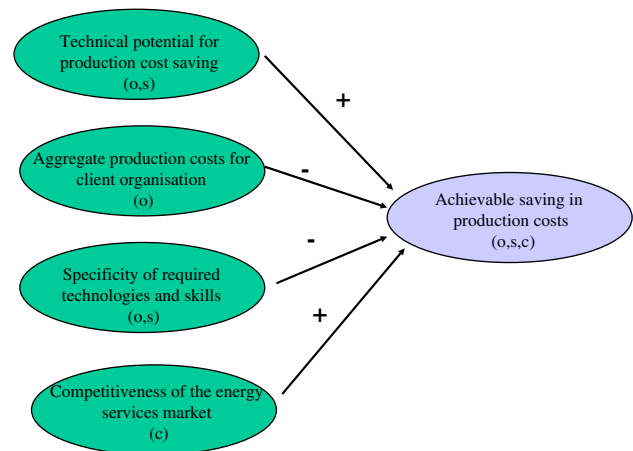 Technical potential for
production cost saving
(o,s)
+
Aggregate production costs for
client organisation
(o)
-
Achievable saving in
production costs
(o,s,c)
-
Specificity of required
technologies and skills
(o,s)
+
Competitiveness of the energy
services market
(c)